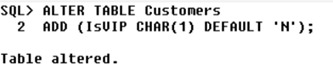 SQL> ALTER TABLE Customers
  2  ADD (IsVIP CHAR(1) DEFAULT 'N');
Table altered.